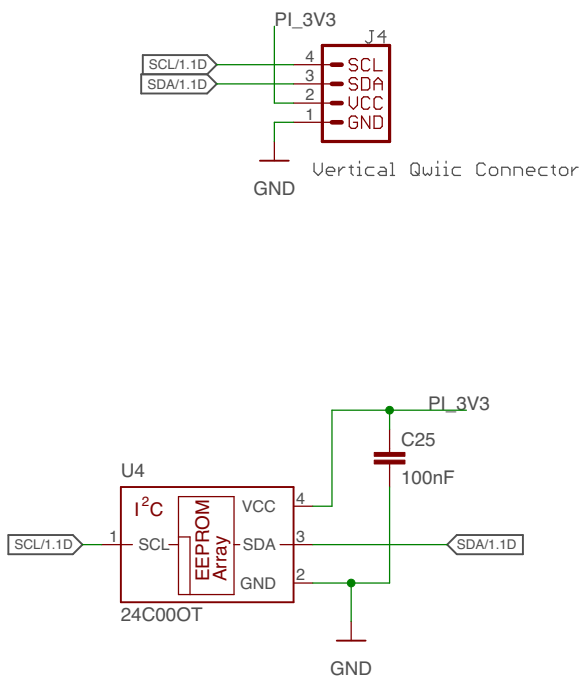 PI_3V3
J4
SCL/1.1D
4
SCL
SDA/1.1D
3
SDA
2
VCC
1
GND
GND
Vertical Qwiic Connector
PI_3V3
C25
100nF
U4
I²C
VCC
4
SCL/1.1D
1
SCL
EEPROM
Array
SDA
3
SDA/1.1D
GND
2
24C00OT
GND